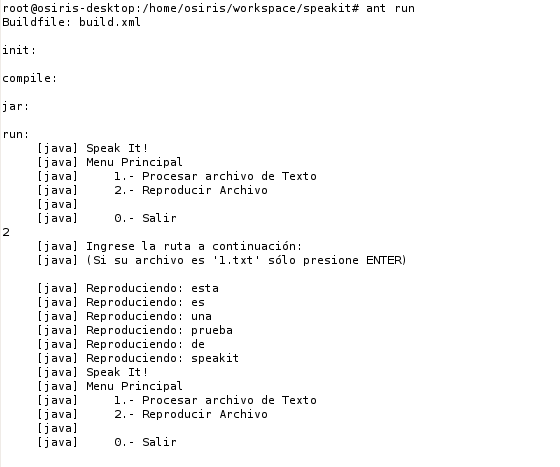 root@osiris-desktop:/home/osiris/workspace/speakit# ant run
Buildfile: build.xml
init:
compile:
jar:
run:
[java] Speak It!
[java] Menu Principal
[java] 1.- Procesar archivo de Texto
[java] 2.- Reproducir Archivo
[java]
[java] 0.- Salir
2
[java] Ingrese la ruta a continuación:
[java] (Si su archivo es '1.txt' sólo presione ENTER)
[java] Reproduciendo: esta
[java] Reproduciendo: es
[java] Reproduciendo: una
[java] Reproduciendo: prueba
[java] Reproduciendo: de
[java] Reproduciendo: speakit
[java] Speak It!
[java] Menu Principal
[java] 1.- Procesar archivo de Texto
[java] 2.- Reproducir Archivo
[java]
[java] 0.- Salir